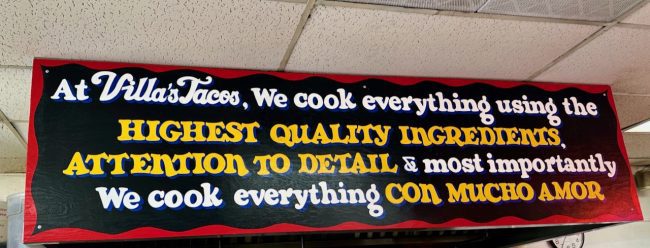 At Villa's Tacos, We cook everything using the
HIGHEST QUALITY INGREDIENTS,
ATTENTION TO DETAIL & most importantly
We cook everything CON MUCHO AMOR